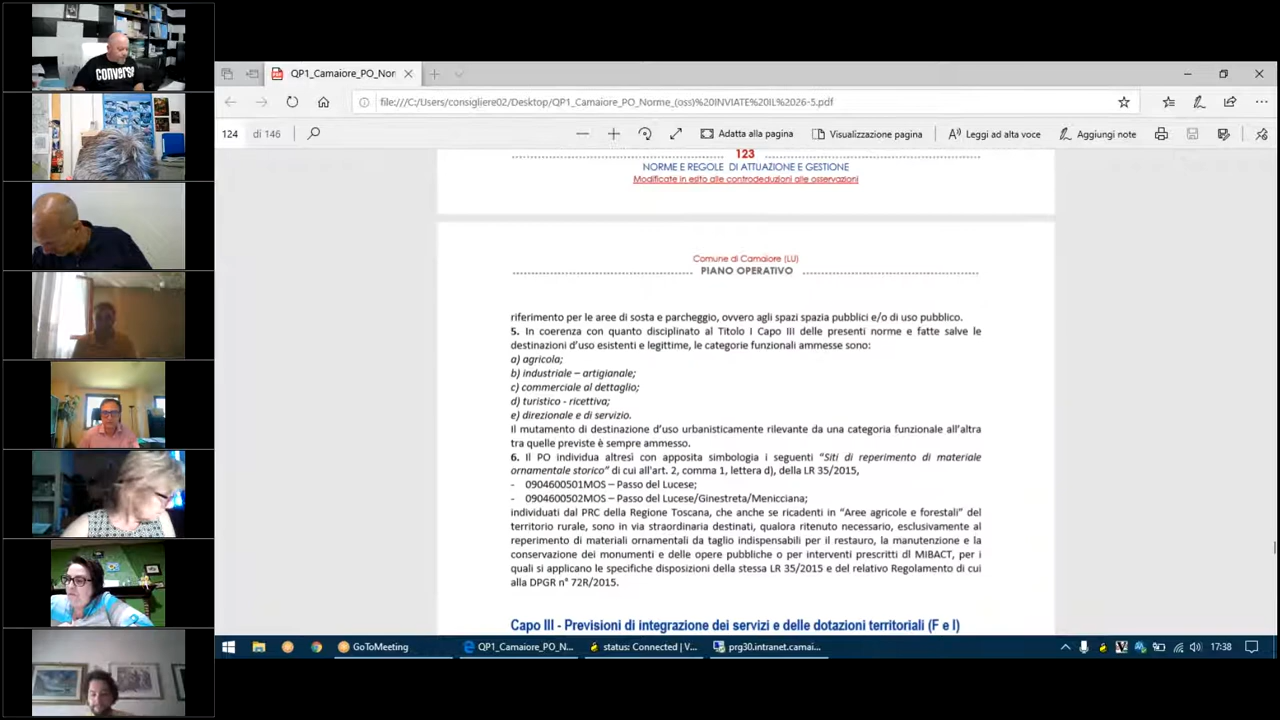 CONVERSE
QP1_Camaiore_PO_Nor
file:///C:/Users/consigliere02/Desktop/QP1_Camaiore_PO_Norme_(oss)%20INVIATE%20IL%2026-5.pdf
124 di 146
Adatta alla pagina
Visualizzazione pagina
Leggi ad alta voce
Aggiungi note
123
NORME E REGOLE DI ATTUAZIONE E GESTIONE
Modificate in esito alle controdeduzioni alle osservazioni
Comune di Camaiore (LU)
PIANO OPERATIVO
riferimento per le aree di sosta e parcheggio, ovvero agli spazi spazia pubblici e/o di uso pubblico.
5. In coerenza con quanto disciplinato al Titolo I Capo III delle presenti norme e fatte salve le
destinazioni d'uso esistenti e legittime, le categorie funzionali ammesse sono:
a) agricola;
b) industriale – artigianale;
c) commerciale al dettaglio;
d) turistico - ricettiva;
e) direzionale e di servizio.
Il mutamento di destinazione d'uso urbanisticamente rilevante da una categoria funzionale all'altra
tra quelle previste è sempre ammesso.
6. Il PO individua altresì con apposita simbologia i seguenti "Siti di reperimento di materiale
ornamentale storico" di cui all'art. 2, comma 1, lettera d), della LR 35/2015,
- 0904600501MOS – Passo del Lucese;
- 0904600502MOS – Passo del Lucese/Ginestreta/Menicciana;
individuati dal PRC della Regione Toscana, che anche se ricadenti in "Aree agricole e forestali" del
territorio rurale, sono in via straordinaria destinati, qualora ritenuto necessario, esclusivamente al
reperimento di materiali ornamentali da taglio indispensabili per il restauro, la manutenzione e la
conservazione dei monumenti e delle opere pubbliche o per interventi prescritti dl MIBACT, per i
quali si applicano le specifiche disposizioni della stessa LR 35/2015 e del relativo Regolamento di cui
alla DPGR n° 72R/2015.
Capo III - Previsioni di integrazione dei servizi e delle dotazioni territoriali (F e I)
GoToMeeting
QP1_Camaiore_PO_N...
status: Connected | V...
prg30.intranet.camai...
17:38